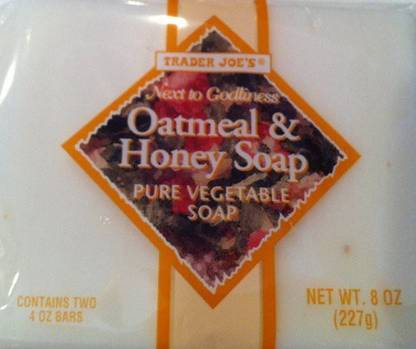 TRADER JOE'S®
Next to Godliness
Oatmeal &
Honey Soap
PURE VEGETABLE
SOAP
CONTAINS TWO
4 OZ BARS
NET WT. 8 OZ
(227g)